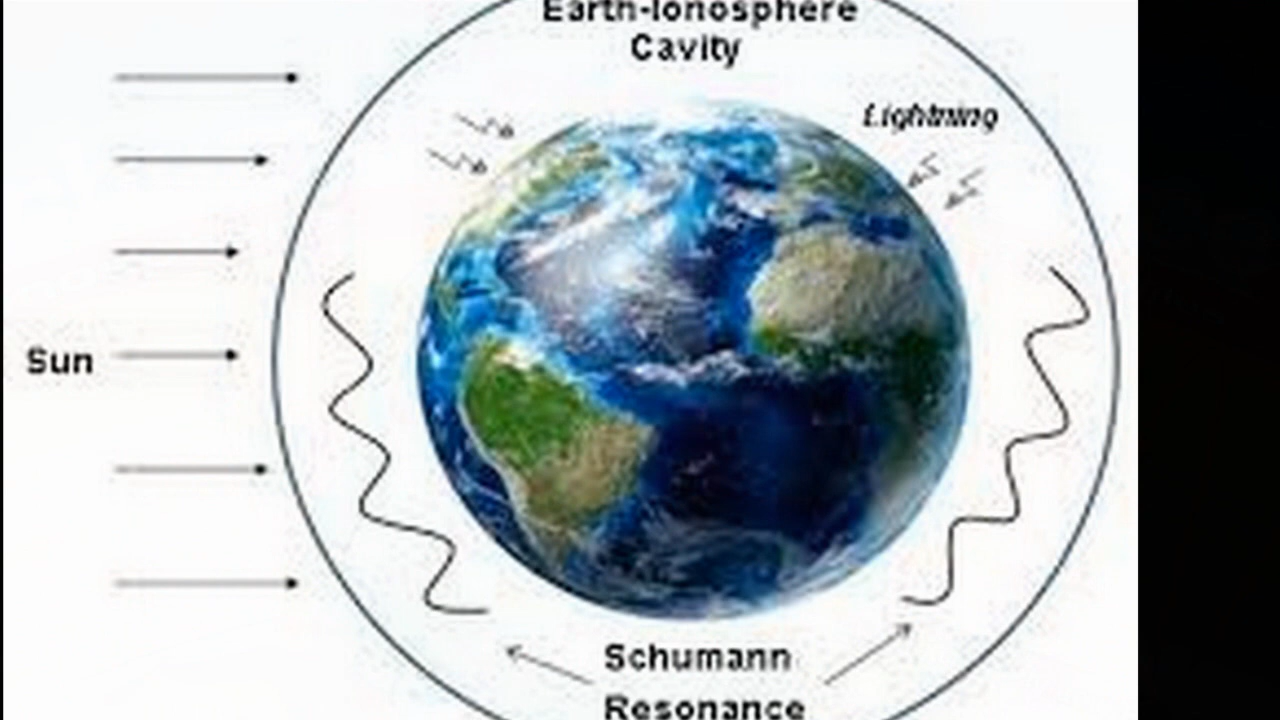 Earth-Ionosphere
Cavity
Lightning
Sun
Schumann
Resonance